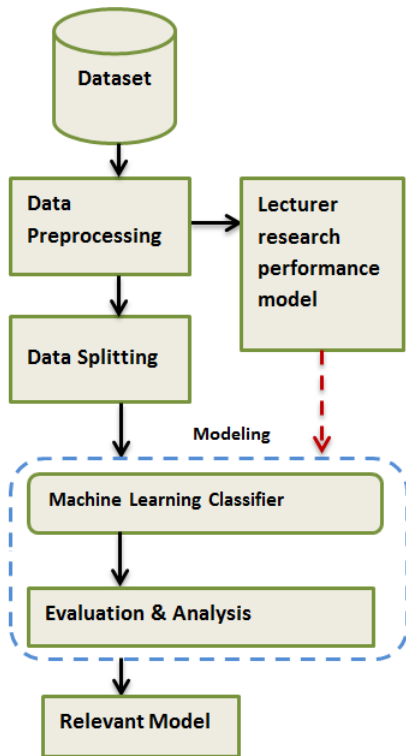 Dataset
Data
Preprocessing
Lecturer
research
performance
model
Data Splitting
Modeling
Machine Learning Classifier
Evaluation & Analysis
Relevant Model